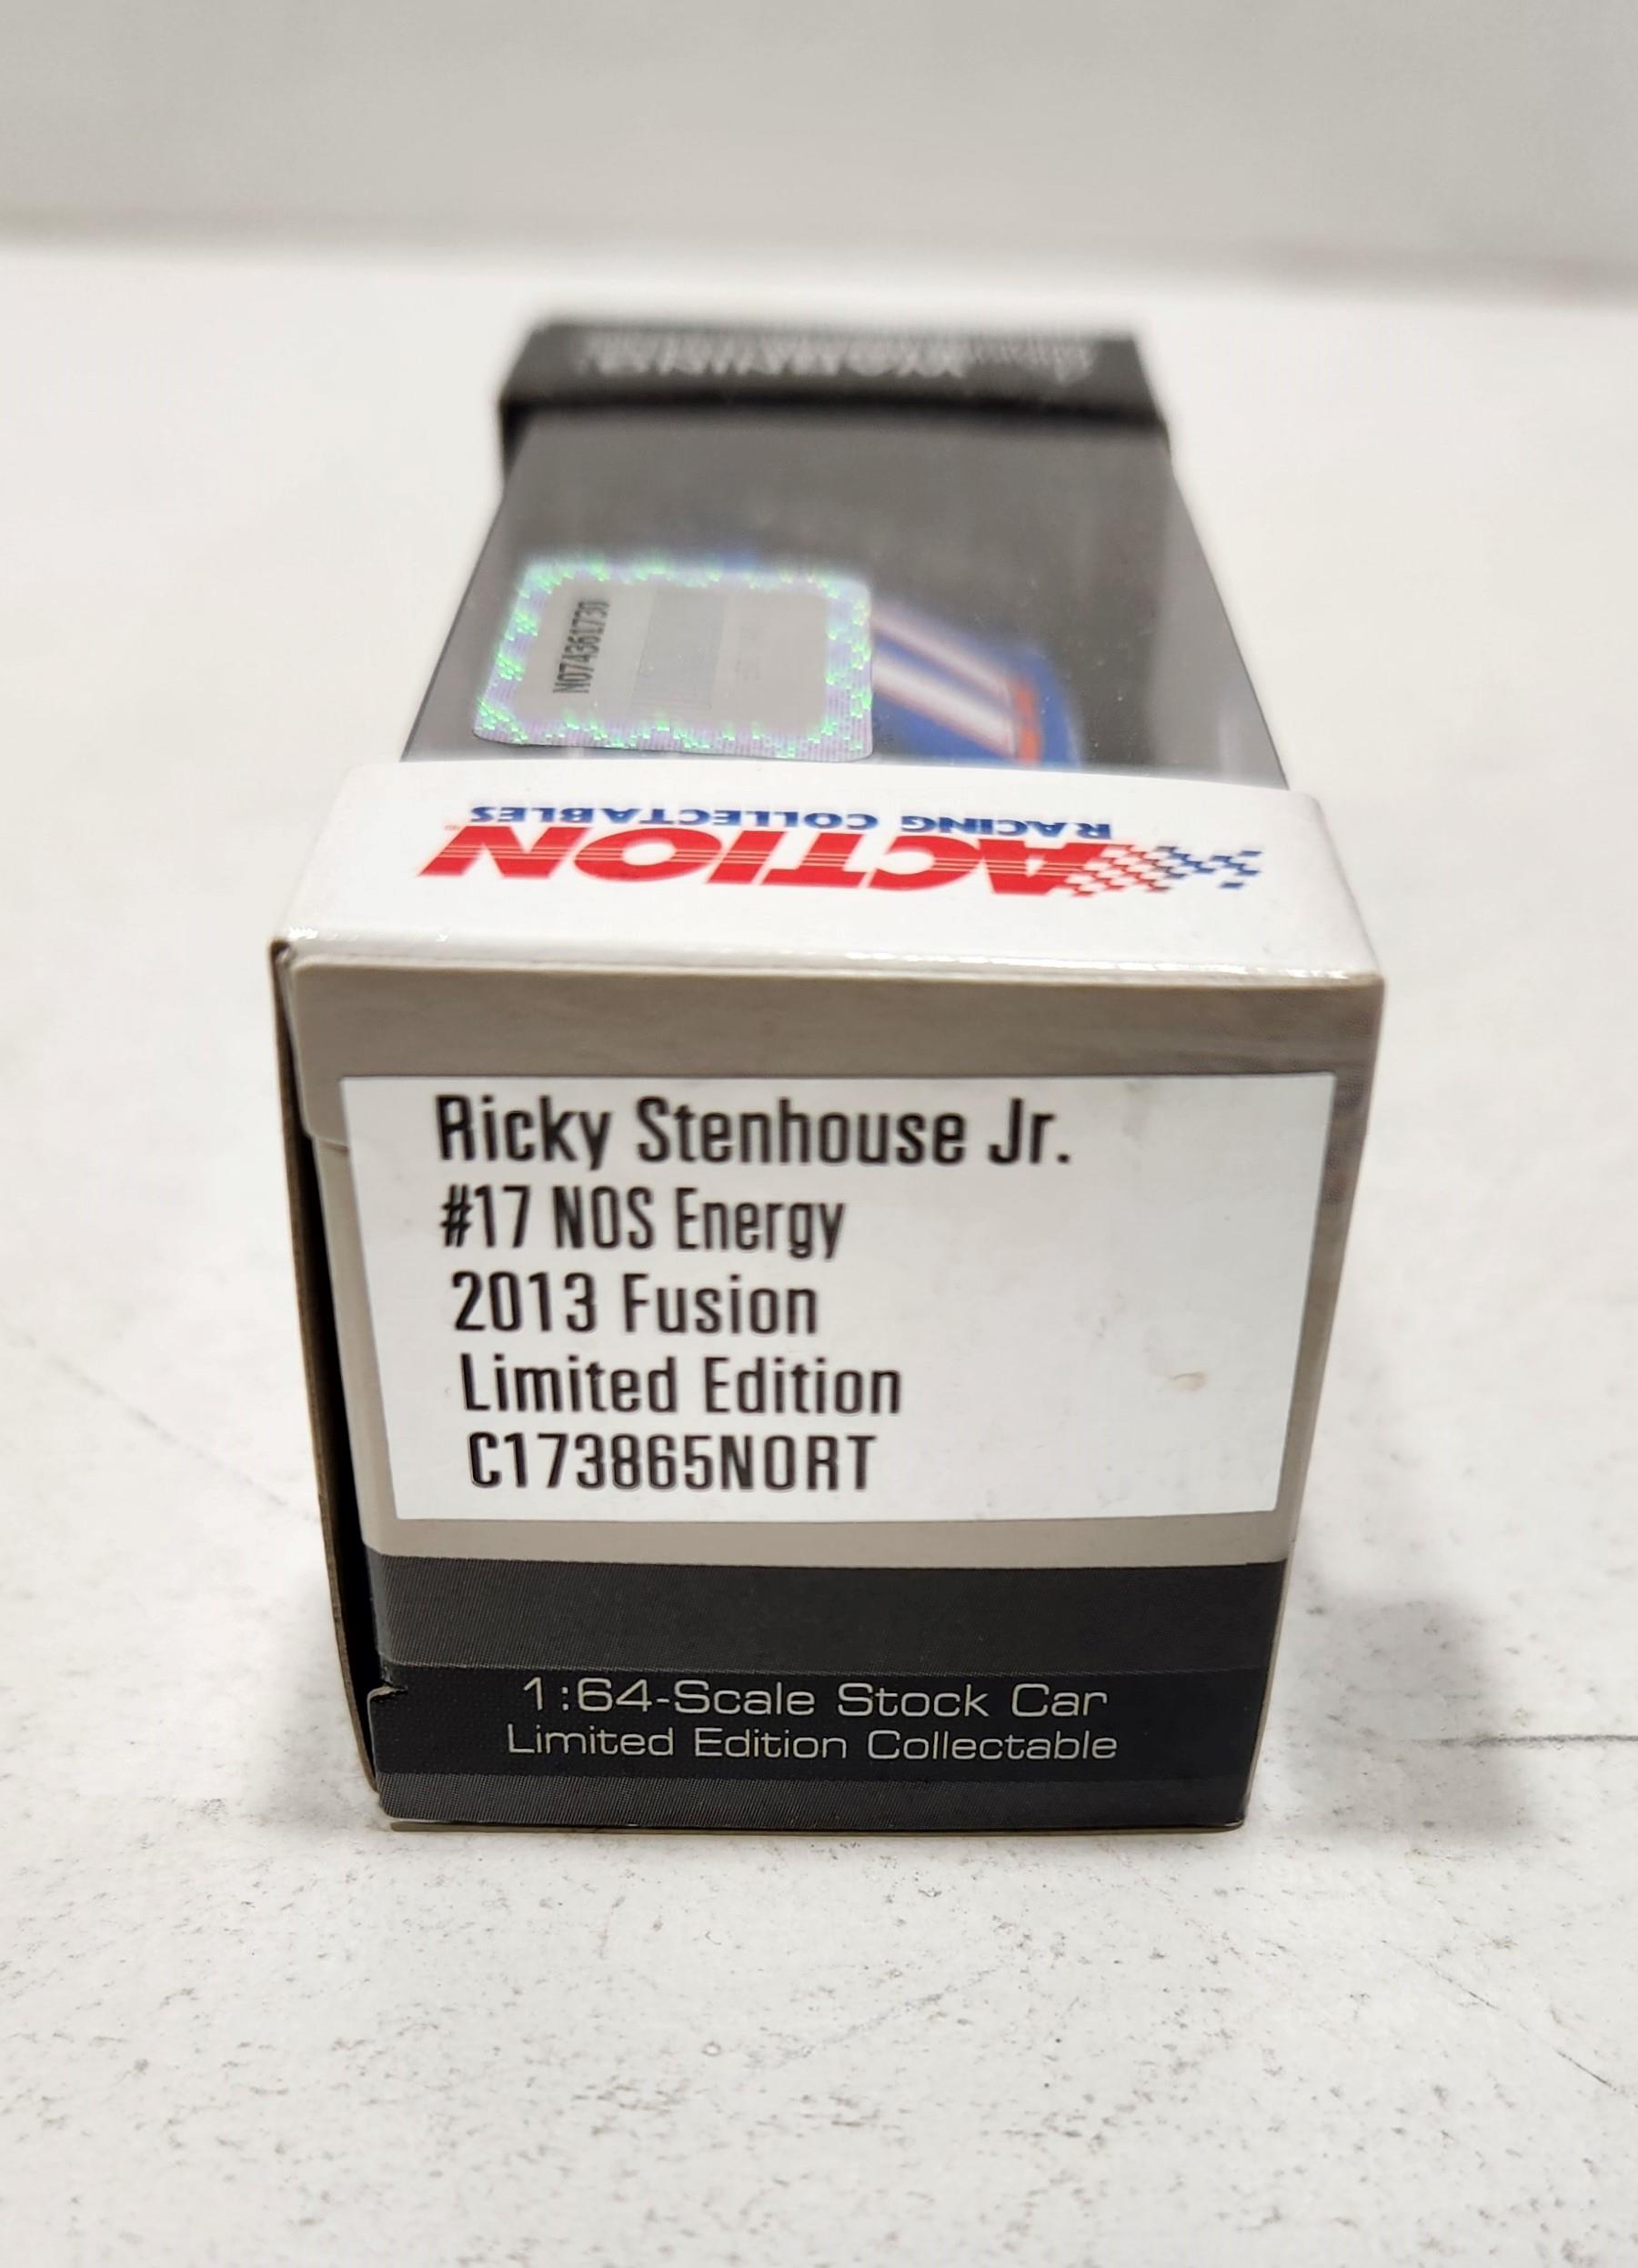 WARNING:
N074361730
ACTION
RACING COLLECTABLES
Ricky Stenhouse Jr.
#17 NOS Energy
2013 Fusion
Limited Edition
C173865NORT
1:64-Scale Stock Car
Limited Edition Collectable